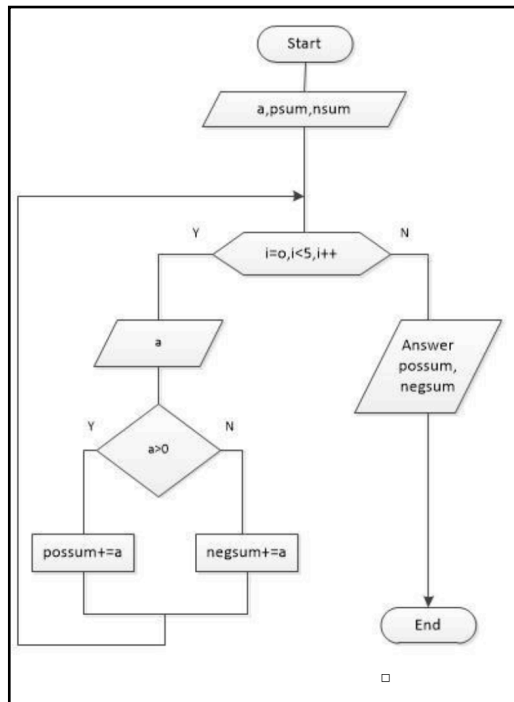 Start
a,psum,nsum
Y
N
i=o,i<5,i++
a
Answer
possum,
negsum
Y
N
a>0
possum+=a
negsum+=a
End